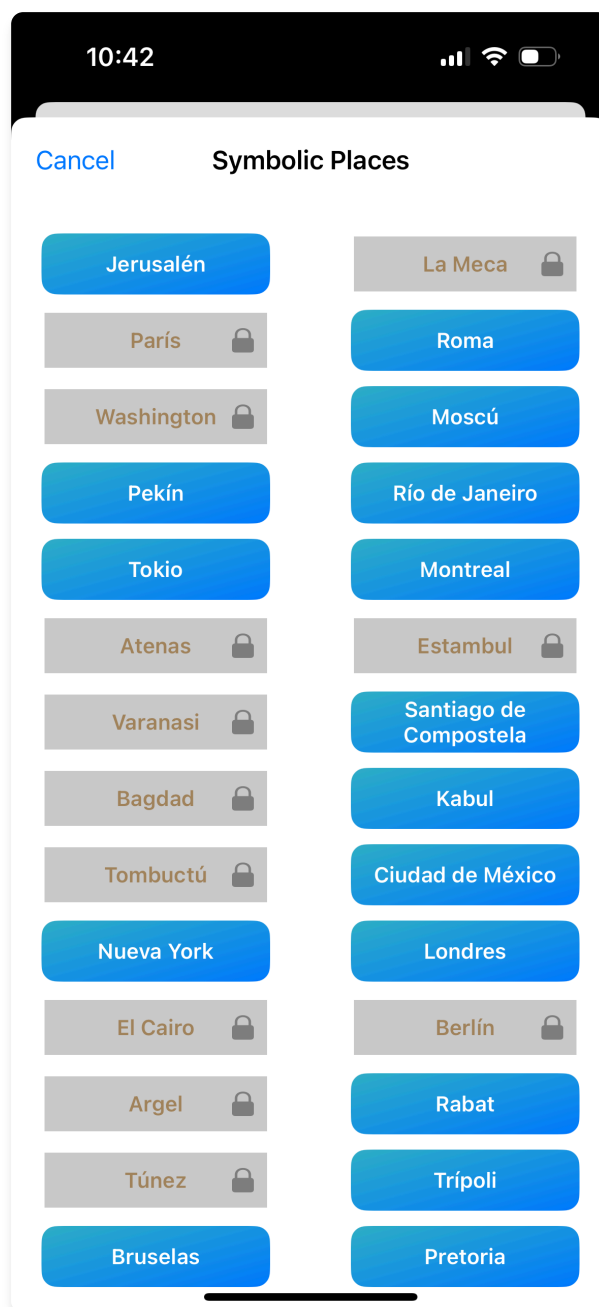 10:42
Cancel
Symbolic Places
Jerusalén
La Meca
París
Roma
Washington
Moscú
Pekín
Río de Janeiro
Tokio
Montreal
Atenas
Estambul
Varanasi
Santiago de
Compostela
Bagdad
Kabul
Tombuctú
Ciudad de México
Nueva York
Londres
El Cairo
Berlín
Argel
Rabat
Túnez
Trípoli
Bruselas
Pretoria